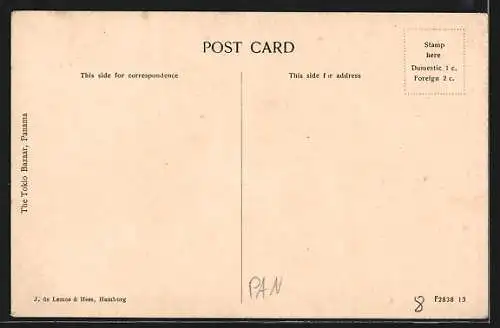 POST CARD
This side for correspondence
This side for address
Stamp
here
Domestic 1 c.
Foreign 2 c.
The Tokio Bazaar, Panama
J. de Lemos & Hess, Hamburg
PAN
8
F2838 13